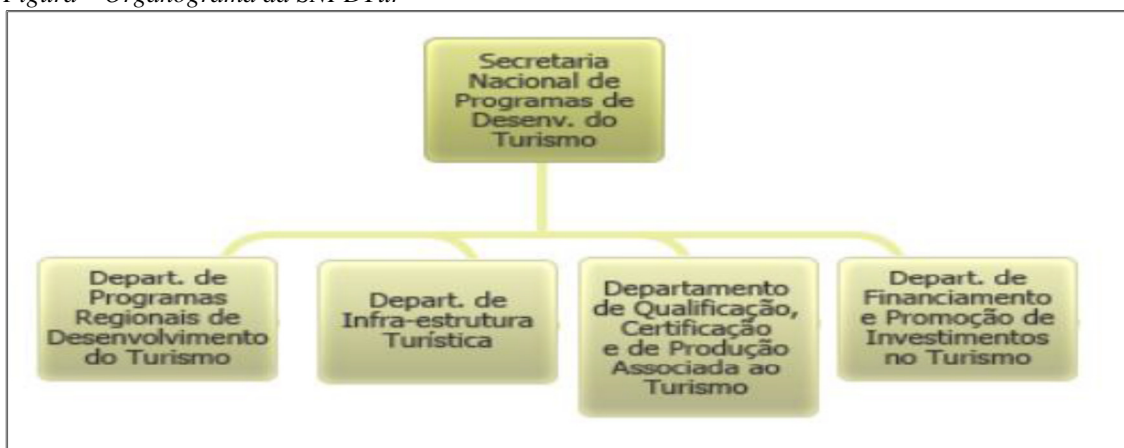 Secretaria
Nacional de
Programas de
Desenv. do
Turismo
Depart. de
Programas
Regionais de
Desenvolvimento
do Turismo
Depart. de
Infra-estrutura
Turística
Departamento
de Qualificação,
Certificação
e de Produção
Associada ao
Turismo
Depart. de
Financiamento
e Promoção de
Investimentos
no Turismo